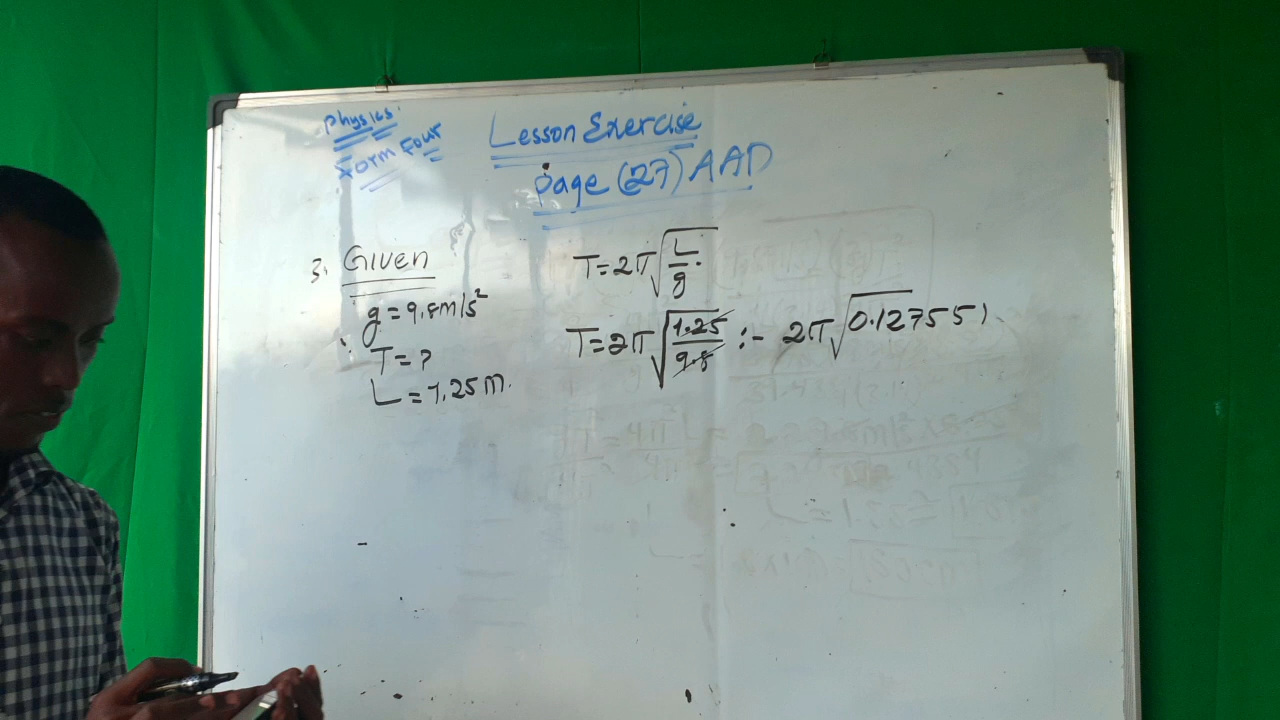 Physics
Form Four
Lesson Exercise
page (27) AAD
3. Given
g = 9.8m/s²
T = ?
L = 1.25m.
T = 2π√(L/g)
T = 2π√(1.25/9.8) :- 2π√0.127551